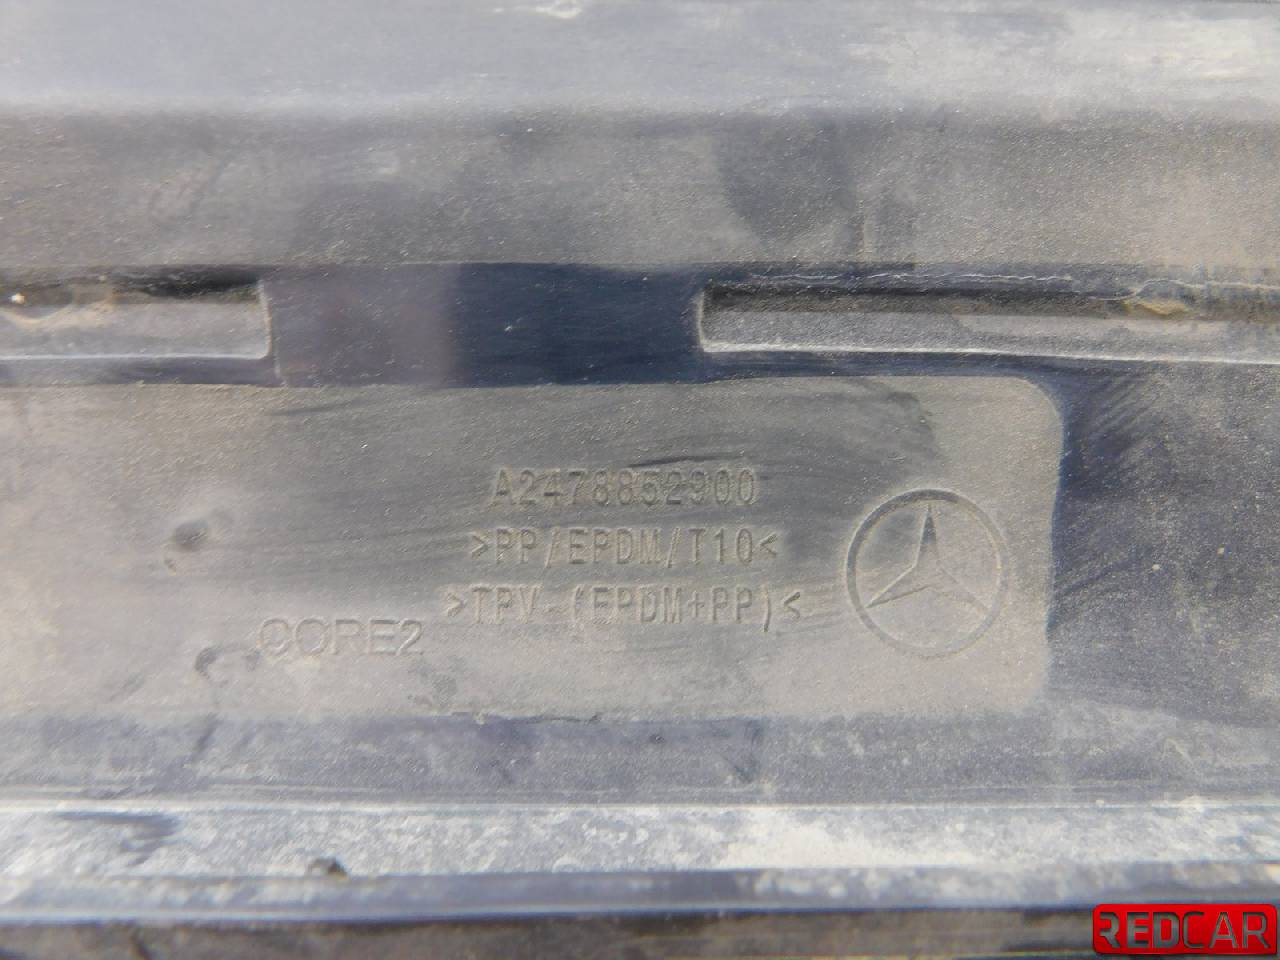 A2478852900
>PP/EPDM/T10<
>TPV-(EPDM+PP)<
CORE2
REDCAR